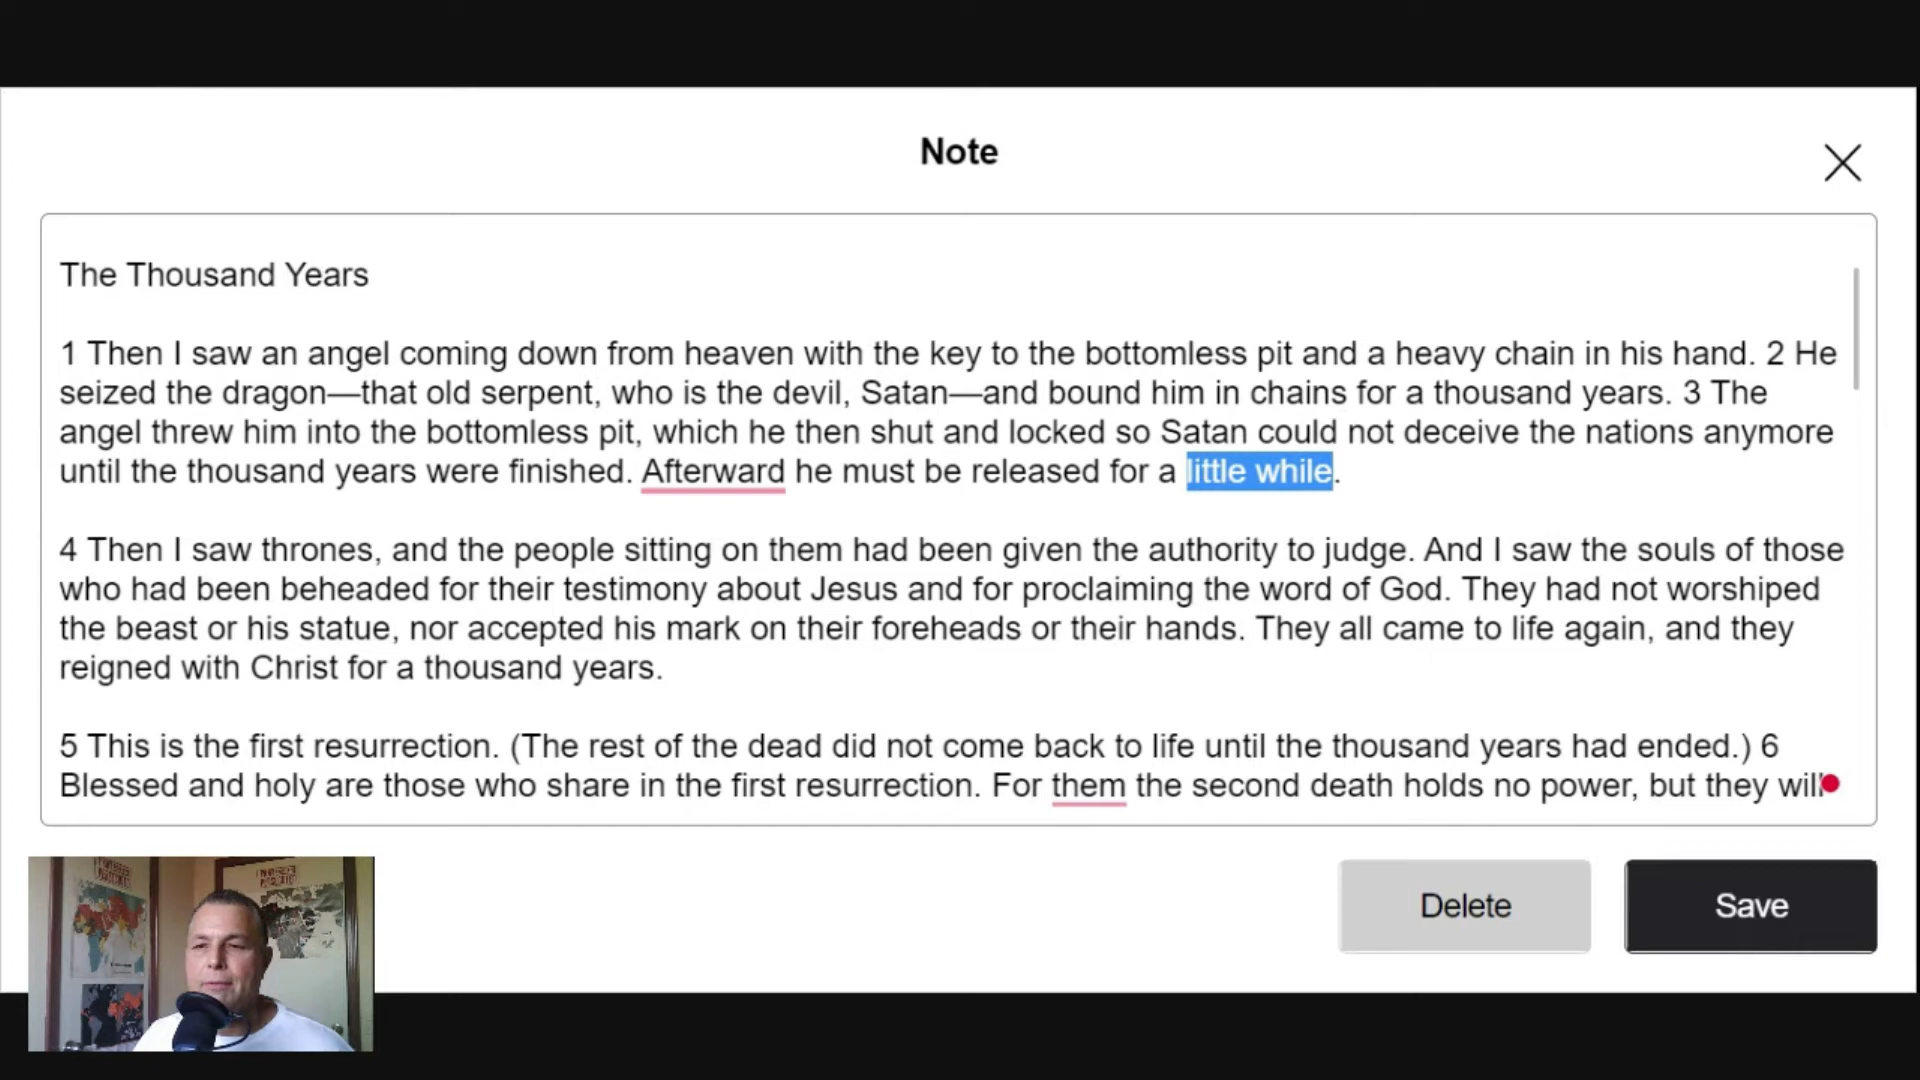 Note
The Thousand Years
1 Then I saw an angel coming down from heaven with the key to the bottomless pit and a heavy chain in his hand. 2 He
seized the dragon—that old serpent, who is the devil, Satan—and bound him in chains for a thousand years. 3 The
angel threw him into the bottomless pit, which he then shut and locked so Satan could not deceive the nations anymore
until the thousand years were finished. Afterward he must be released for a little while.
4 Then I saw thrones, and the people sitting on them had been given the authority to judge. And I saw the souls of those
who had been beheaded for their testimony about Jesus and for proclaiming the word of God. They had not worshiped
the beast or his statue, nor accepted his mark on their foreheads or their hands. They all came to life again, and they
reigned with Christ for a thousand years.
5 This is the first resurrection. (The rest of the dead did not come back to life until the thousand years had ended.) 6
Blessed and holy are those who share in the first resurrection. For them the second death holds no power, but they will
Delete
Save